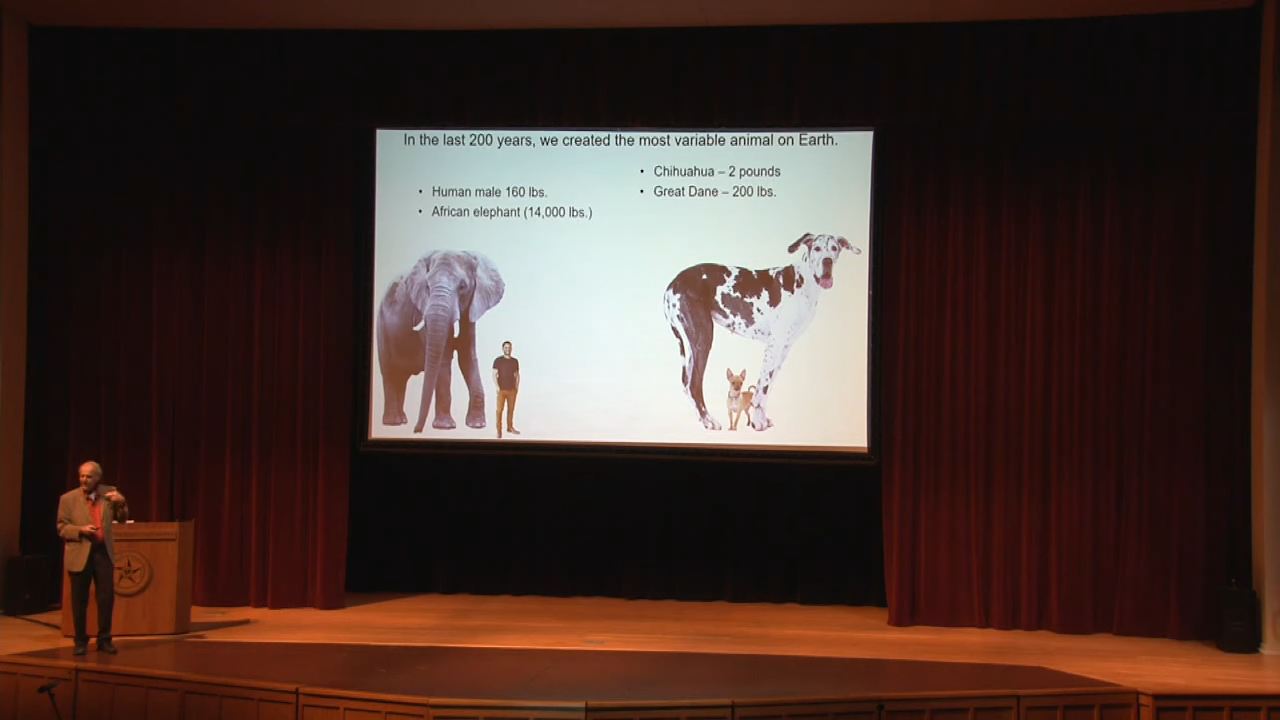 In the last 200 years, we created the most variable animal on Earth.
• Human male 160 lbs.
• African elephant (14,000 lbs.)
• Chihuahua – 2 pounds
• Great Dane – 200 lbs.